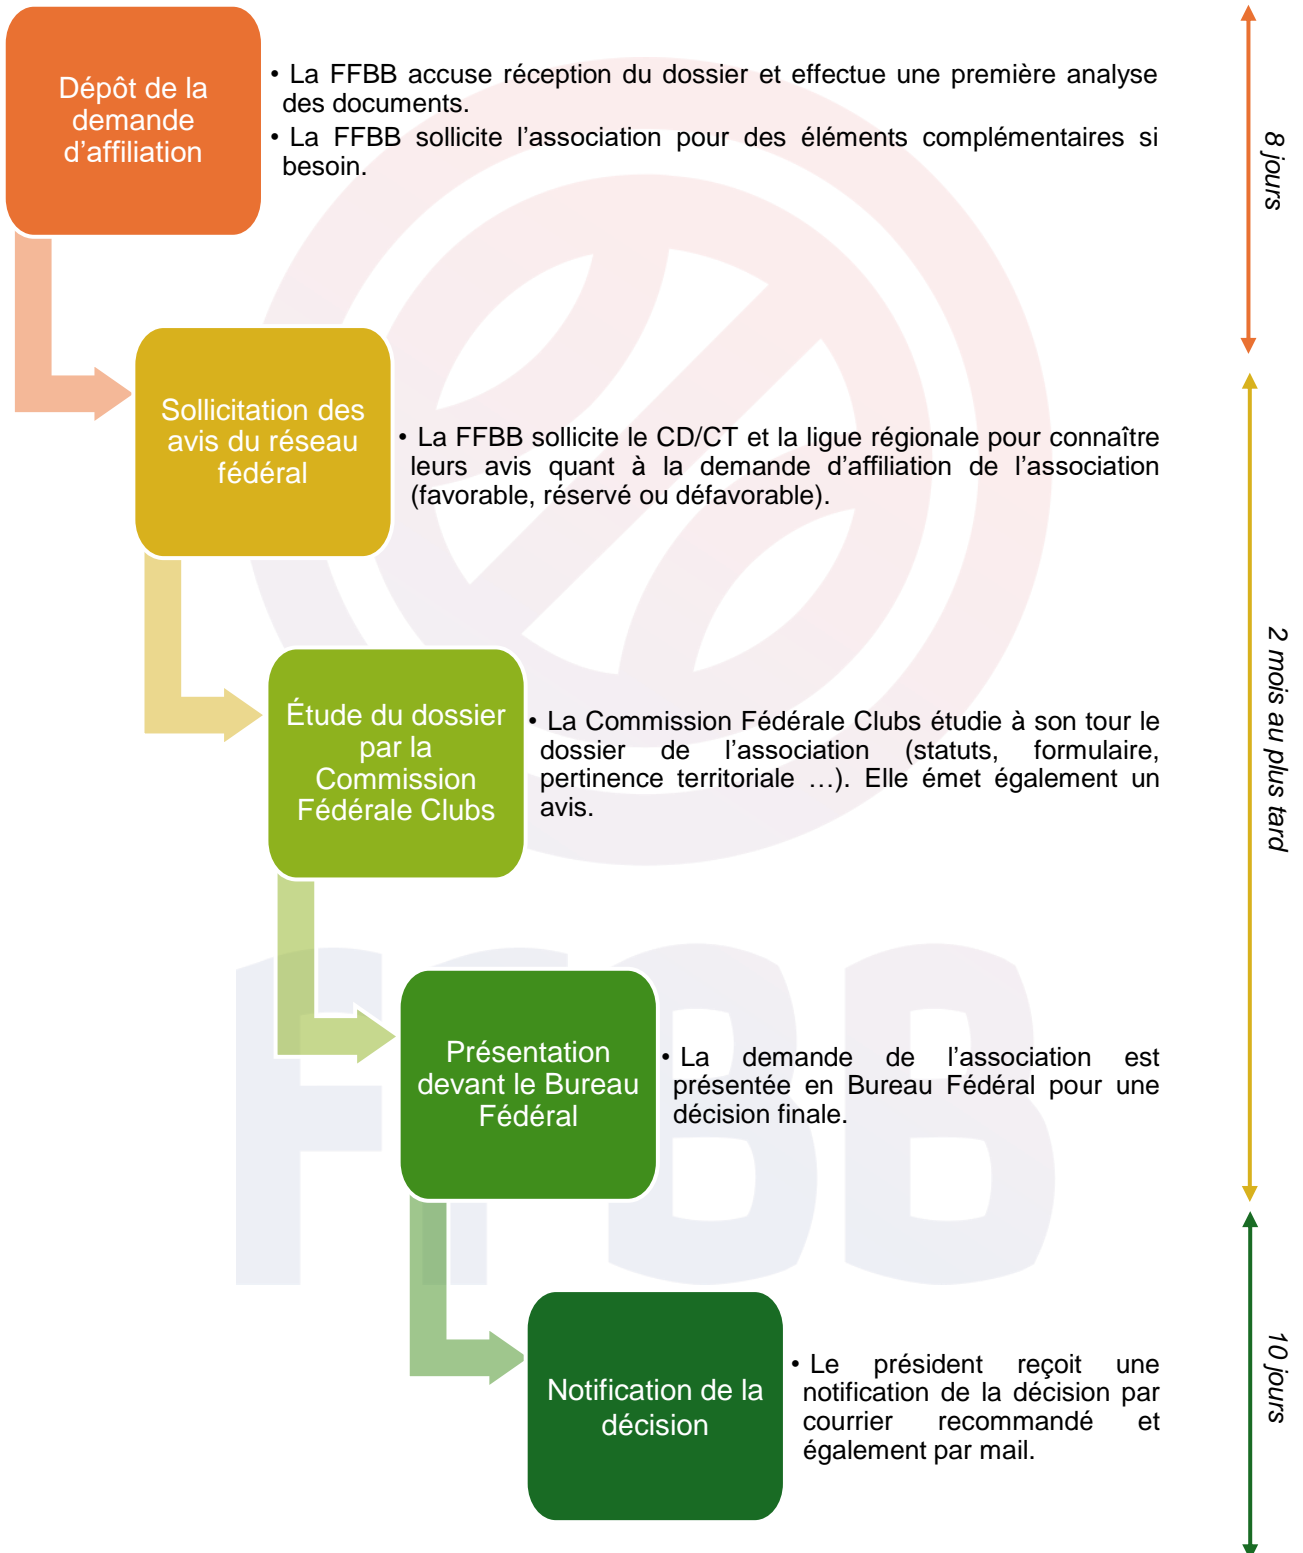 Dépôt de la
demande
d’affiliation
• La FFBB accuse réception du dossier et effectue une première analyse
des documents.
• La FFBB sollicite l’association pour des éléments complémentaires si
besoin.
8 jours
Sollicitation des
avis du réseau
fédéral
• La FFBB sollicite le CD/CT et la ligue régionale pour connaître
leurs avis quant à la demande d’affiliation de l’association
(favorable, réservé ou défavorable).
2 mois au plus tard
Étude du dossier
par la
Commission
Fédérale Clubs
• La Commission Fédérale Clubs étudie à son tour le
dossier de l’association (statuts, formulaire,
pertinence territoriale …). Elle émet également un
avis.
Présentation
devant le Bureau
Fédéral
• La demande de l’association est
présentée en Bureau Fédéral pour une
décision finale.
Notification de la
décision
• Le président reçoit une
notification de la décision par
courrier recommandé et
également par mail.
10 jours
FFBB